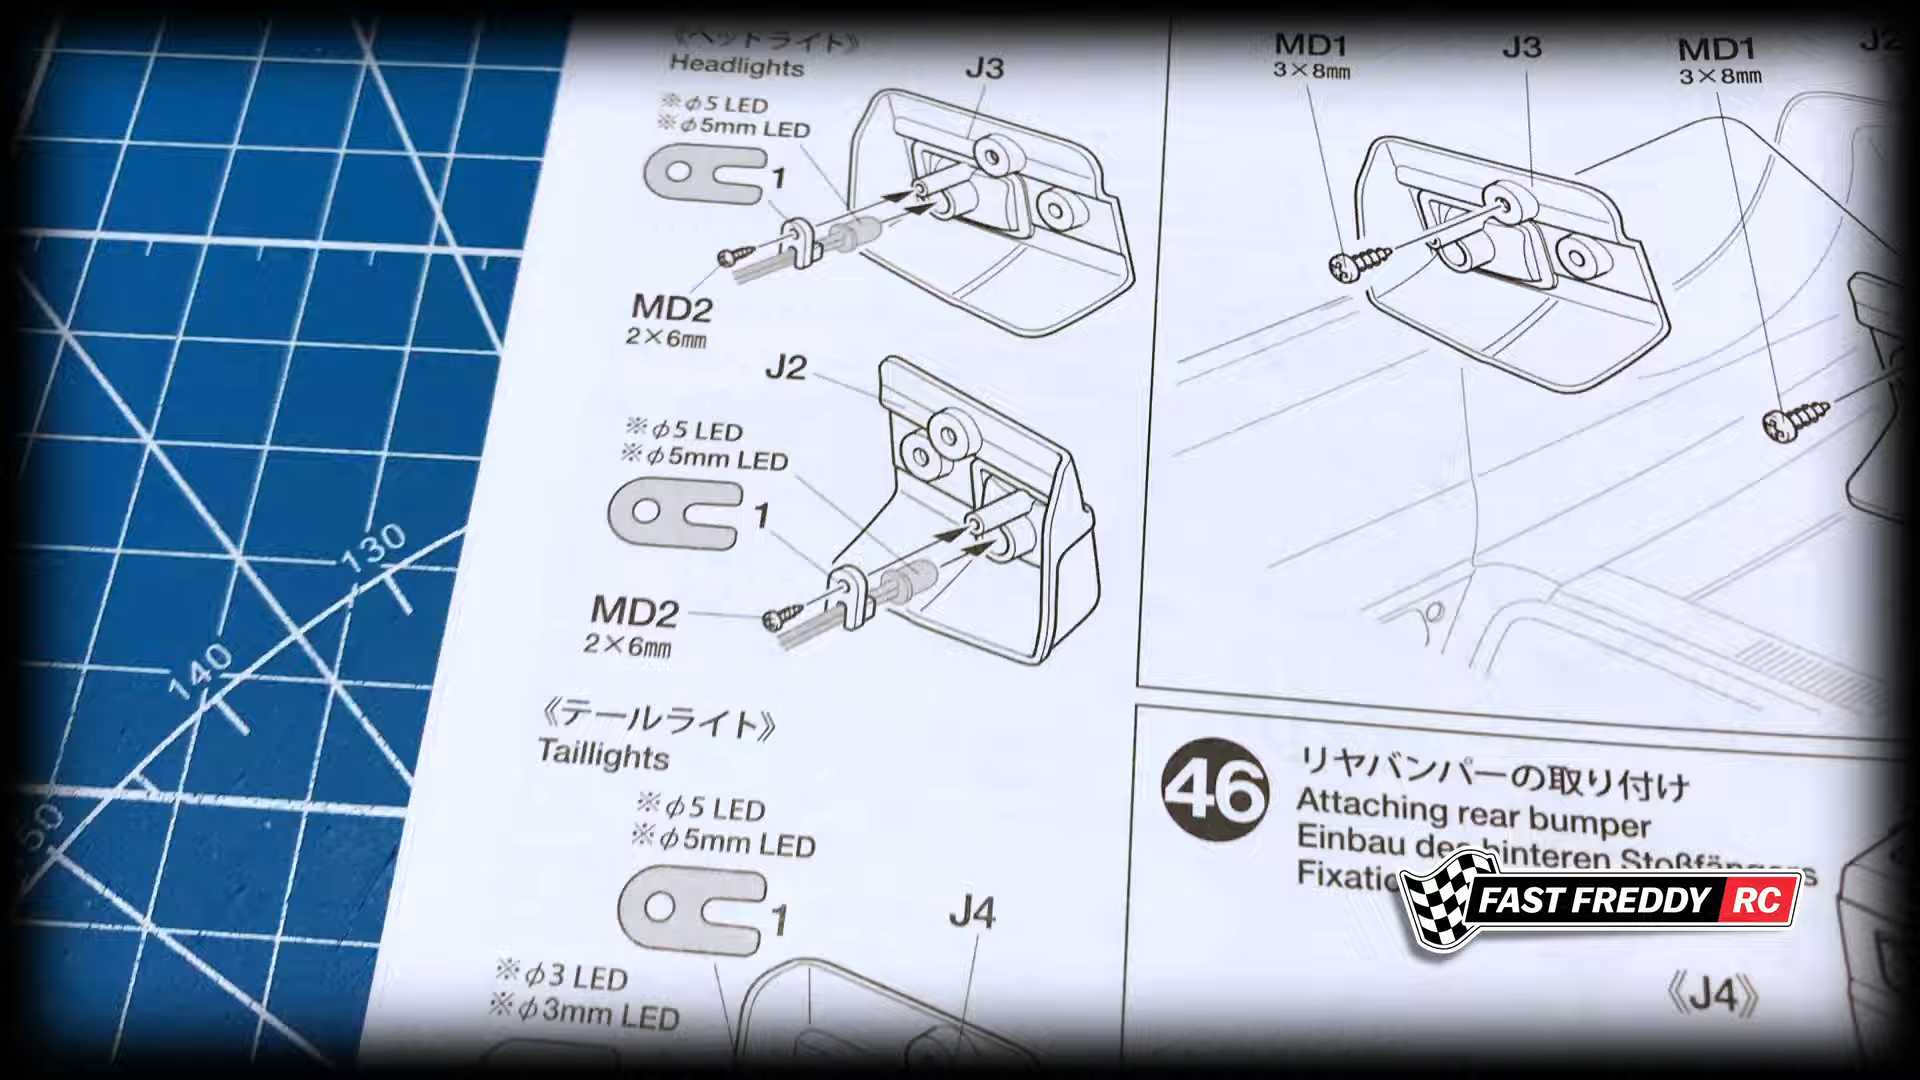 《ヘッドライト》
Headlights
J3
※φ5 LED
※φ5mm LED
1
MD2
2×6㎜
J2
※φ5 LED
※φ5mm LED
1
MD2
2×6㎜
《テールライト》
Taillights
※φ5 LED
※φ5mm LED
1
J4
※φ3 LED
※φ3mm LED
MD1
3×8㎜
J3
MD1
3×8㎜
J2
46
リヤバンパーの取り付け
Attaching rear bumper
Einbau des hinteren Stoßfängers
《J4》
FAST FREDDY RC
130
140